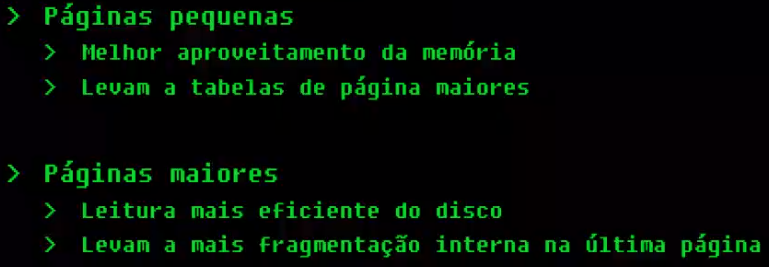 > Páginas pequenas
> Melhor aproveitamento da memória
> Levam a tabelas de página maiores
> Páginas maiores
> Leitura mais eficiente do disco
> Levam a mais fragmentação interna na última página